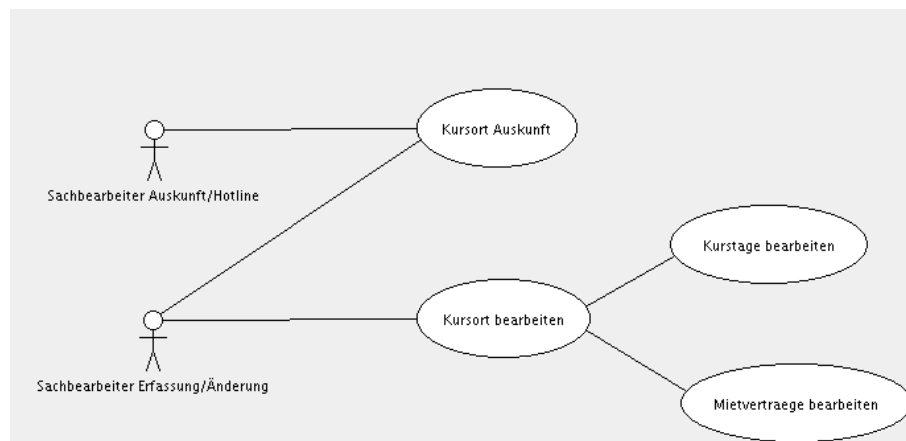 Kursort Auskunft
Sachbearbeiter Auskunft/Hotline
Kurstage bearbeiten
Kursort bearbeiten
Sachbearbeiter Erfassung/Änderung
Mietvertraege bearbeiten